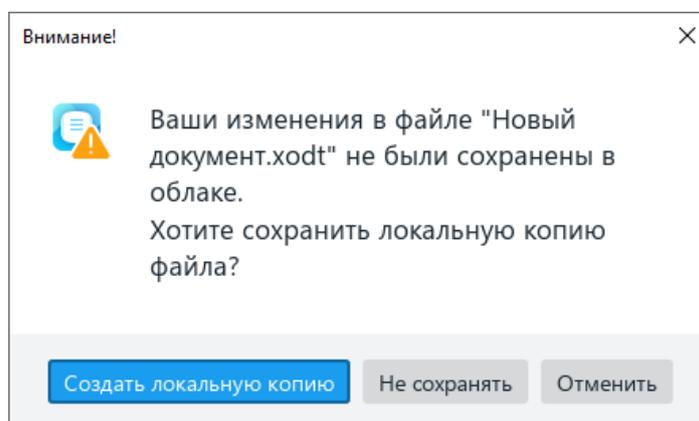 Внимание!
Ваши изменения в файле "Новый
документ.xodt" не были сохранены в
облаке.
Хотите сохранить локальную копию
файла?
Создать локальную копию Не сохранять Отменить